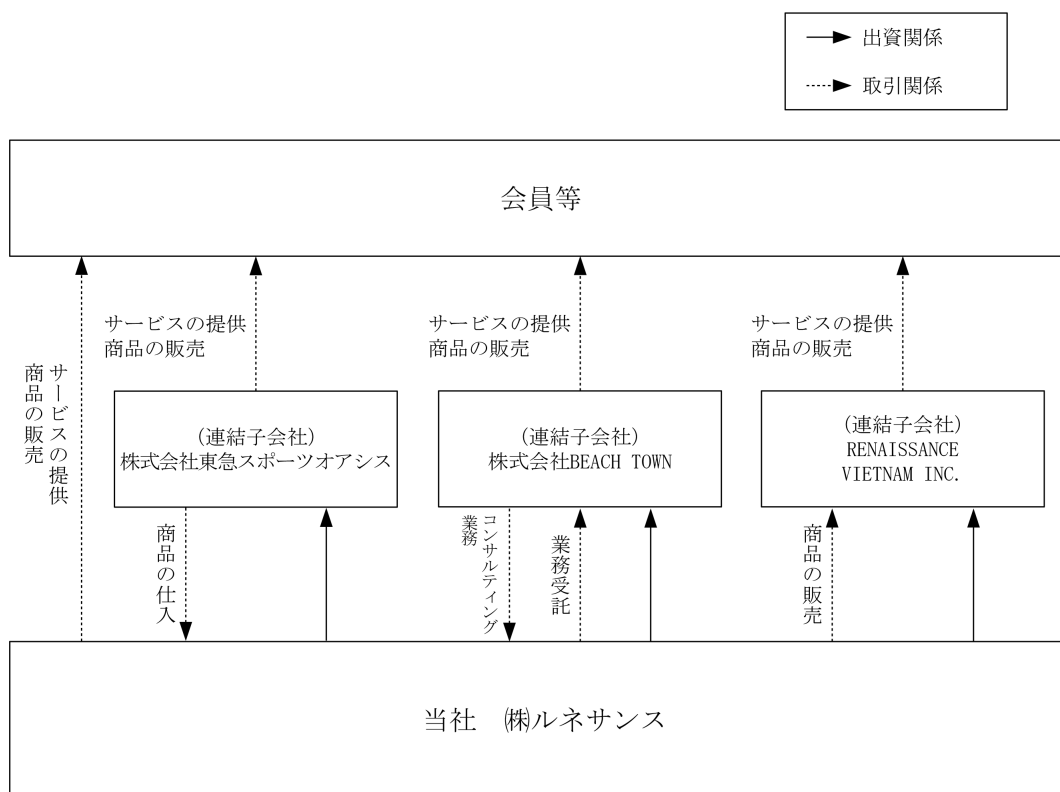 出資関係
取引関係
会員等
サービスの提供
商品の販売
サービスの提供
商品の販売
サービスの提供
商品の販売
サービスの提供
商品の販売
(連結子会社)
株式会社東急スポーツオアシス
(連結子会社)
株式会社BEACH TOWN
(連結子会社)
RENAISSANCE
VIETNAM INC.
商品の仕入
コンサルティング
業務
業務受託
商品の販売
当社 ㈱ルネサンス